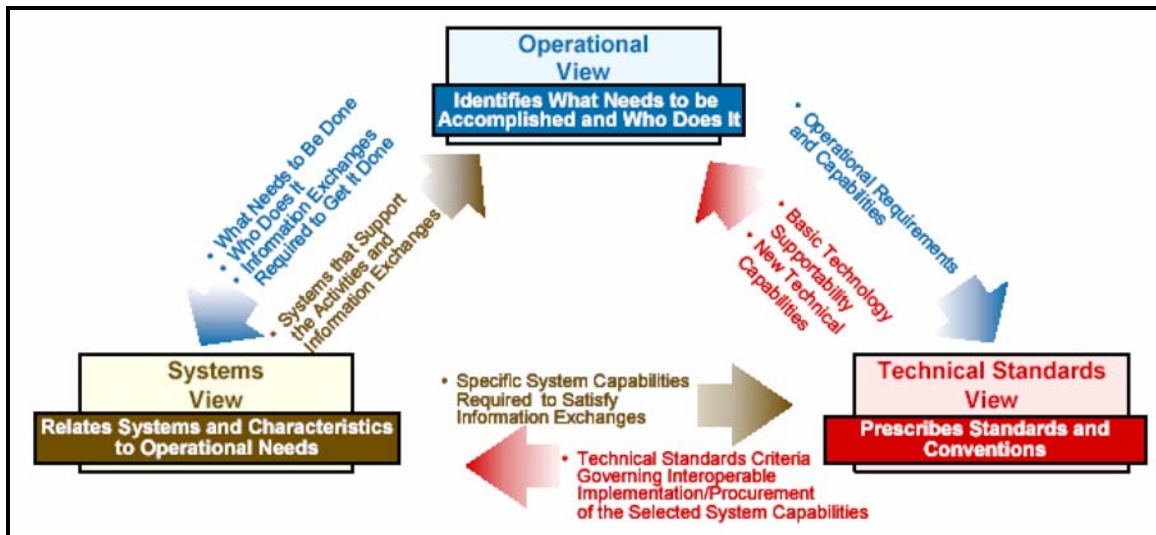 Operational
View
Identifies What Needs to be
Accomplished and Who Does It
• What Needs to Be Done
• Who Does It
• Information Exchanges
Required to Get It Done
• Systems that Support
the Activities and
Information Exchanges
• Operational Requirements
and Capabilities
• Basic Technology
Supportability
• New Technical
Capabilities
Systems
View
Relates Systems and Characteristics
to Operational Needs
• Specific System Capabilities
Required to Satisfy
Information Exchanges
• Technical Standards Criteria
Governing Interoperable
Implementation/Procurement
of the Selected System Capabilities
Technical Standards
View
Prescribes Standards and
Conventions